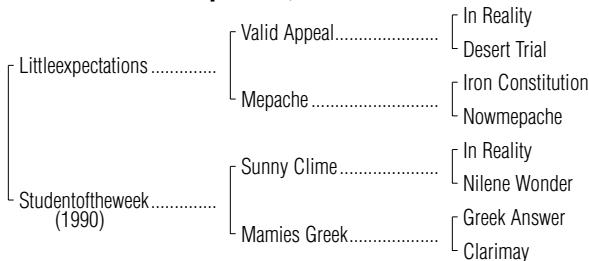 In Reality
Valid Appeal....................
Desert Trial
Littleexpectations .............
Iron Constitution
Mepache .........................
Nowmepache
In Reality
Sunny Clime...................
Nilene Wonder
Studentoftheweek.............
(1990)
Greek Answer
Mamies Greek..................
Clarimay